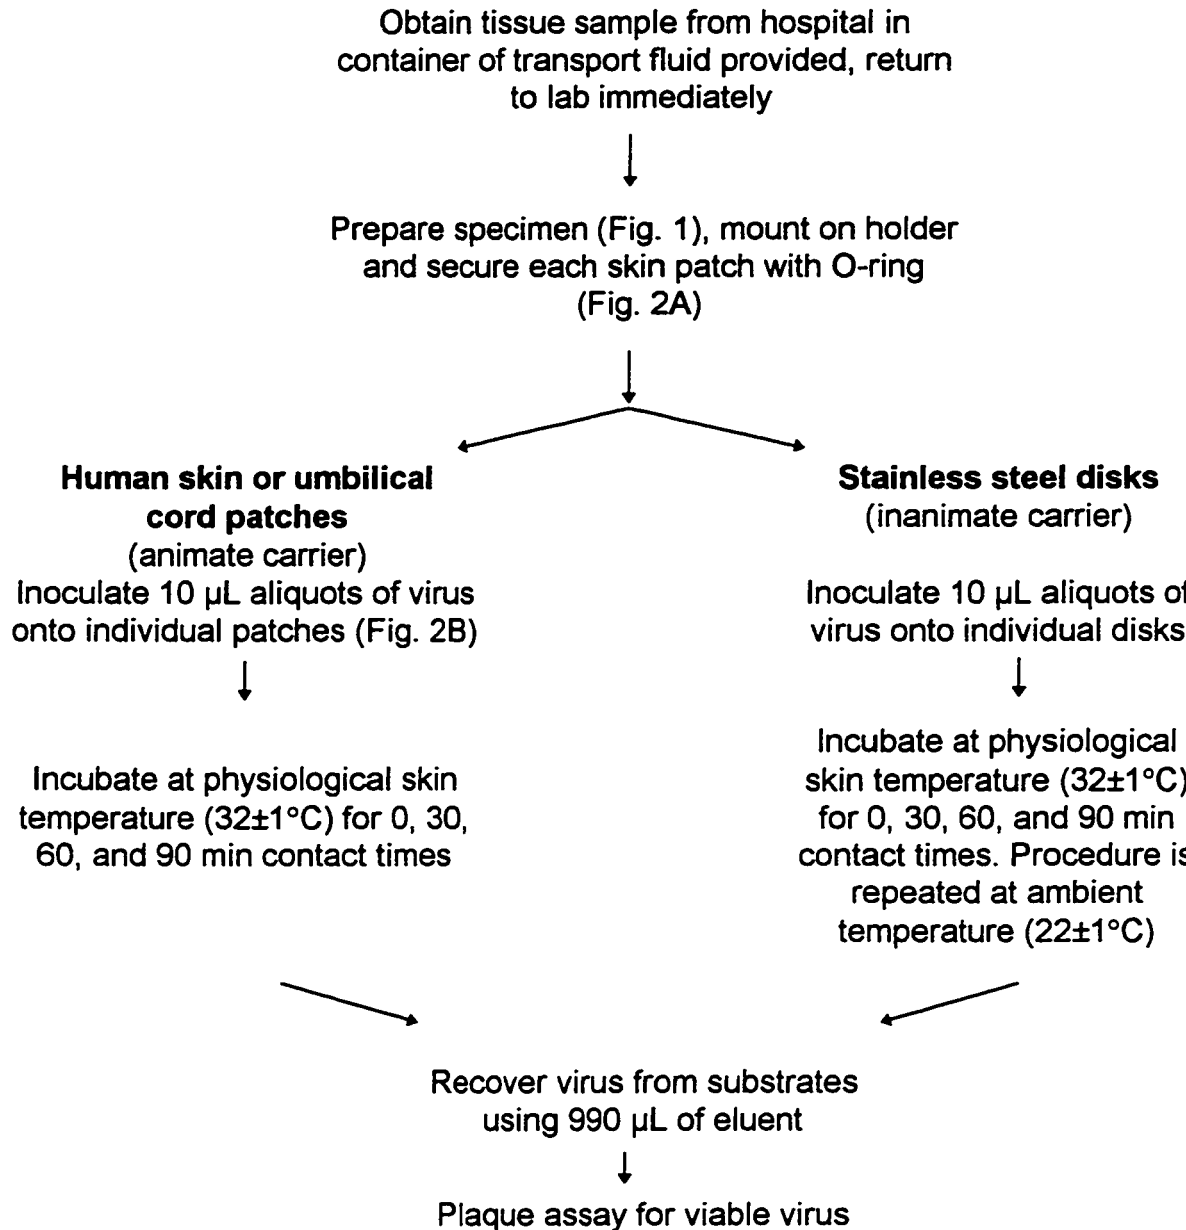 Obtain tissue sample from hospital in
container of transport fluid provided, return
to lab immediately
Prepare specimen (Fig. 1), mount on holder
and secure each skin patch with O-ring
(Fig. 2A)
Human skin or umbilical
cord patches
(animate carrier)
Inoculate 10 µL aliquots of virus
onto individual patches (Fig. 2B)
Incubate at physiological skin
temperature (32±1°C) for 0, 30,
60, and 90 min contact times
Stainless steel disks
(inanimate carrier)
Inoculate 10 µL aliquots of
virus onto individual disks
Incubate at physiological
skin temperature (32±1°C)
for 0, 30, 60, and 90 min
contact times. Procedure is
repeated at ambient
temperature (22±1°C)
Recover virus from substrates
using 990 µL of eluent
Plaque assay for viable virus